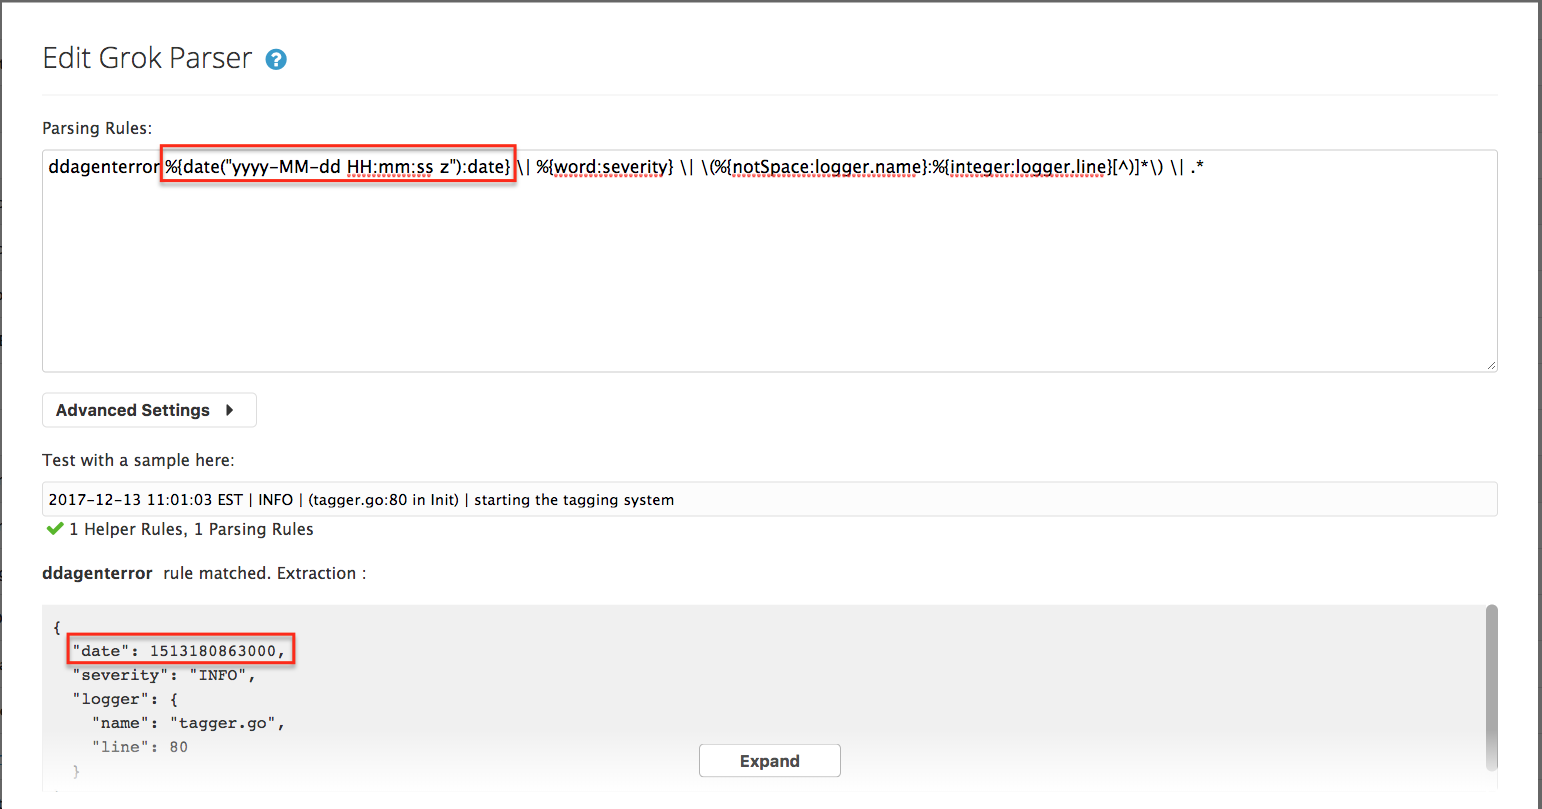 Edit Grok Parser ?
Parsing Rules:
ddagenterror %{date("yyyy-MM-dd HH:mm:ss z"):date} \| %{word:severity} \| \(%{notSpace:logger.name}:%{integer:logger.line}[^)]*\) \| .*
Advanced Settings
Test with a sample here:
2017-12-13 11:01:03 EST | INFO | (tagger.go:80 in Init) | starting the tagging system
1 Helper Rules, 1 Parsing Rules
ddagenterror rule matched. Extraction :
{
"date": 1513180863000,
"severity": "INFO",
"logger": {
"name": "tagger.go",
"line": 80
}
Expand